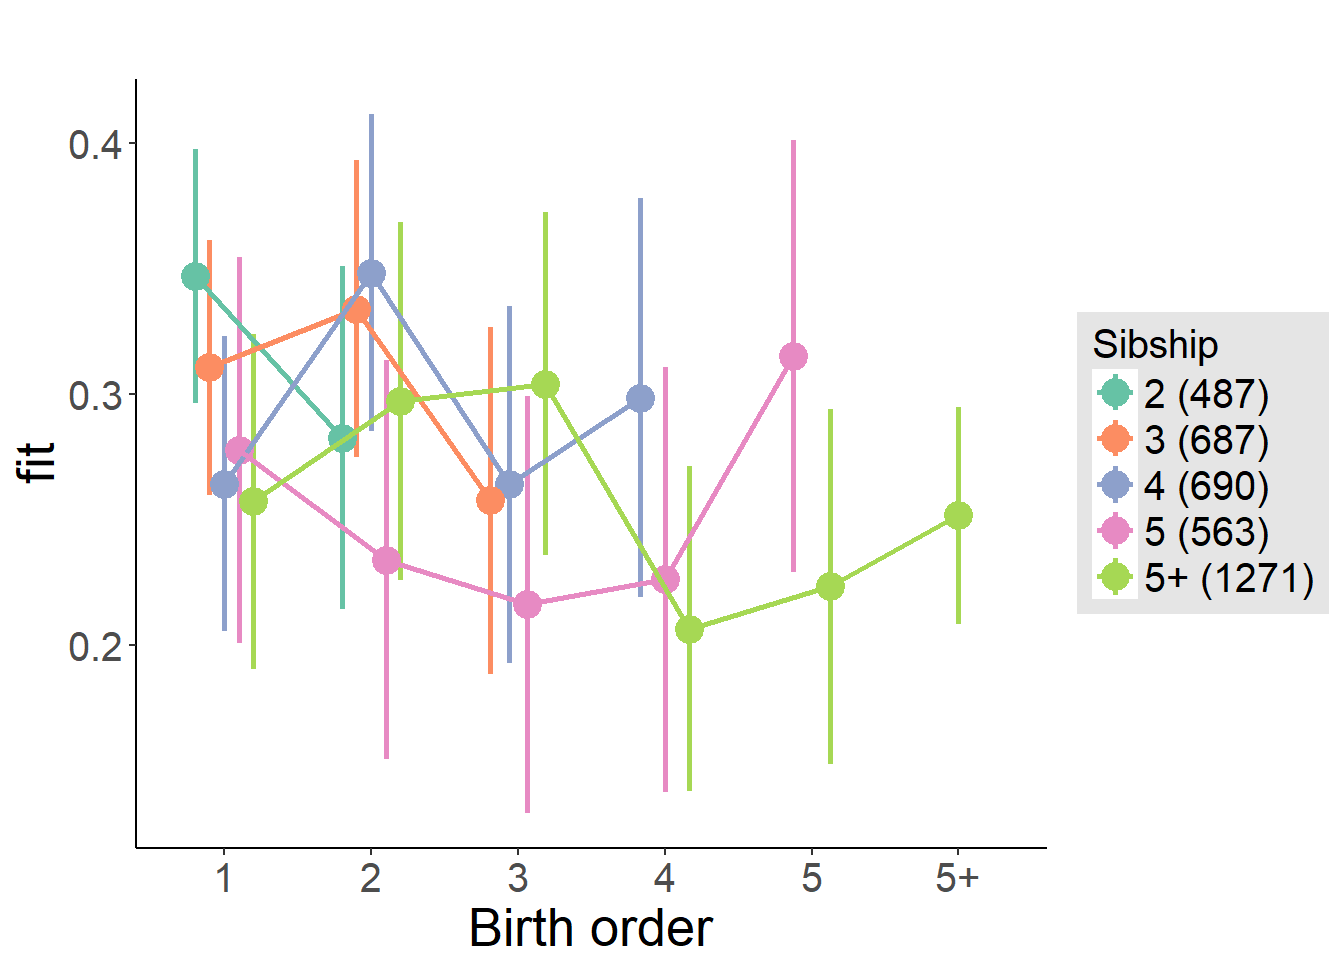 0.4
0.3
0.2
fit
1 2 3 4 5 5+
Birth order
Sibship
2 (487)
3 (687)
4 (690)
5 (563)
5+ (1271)